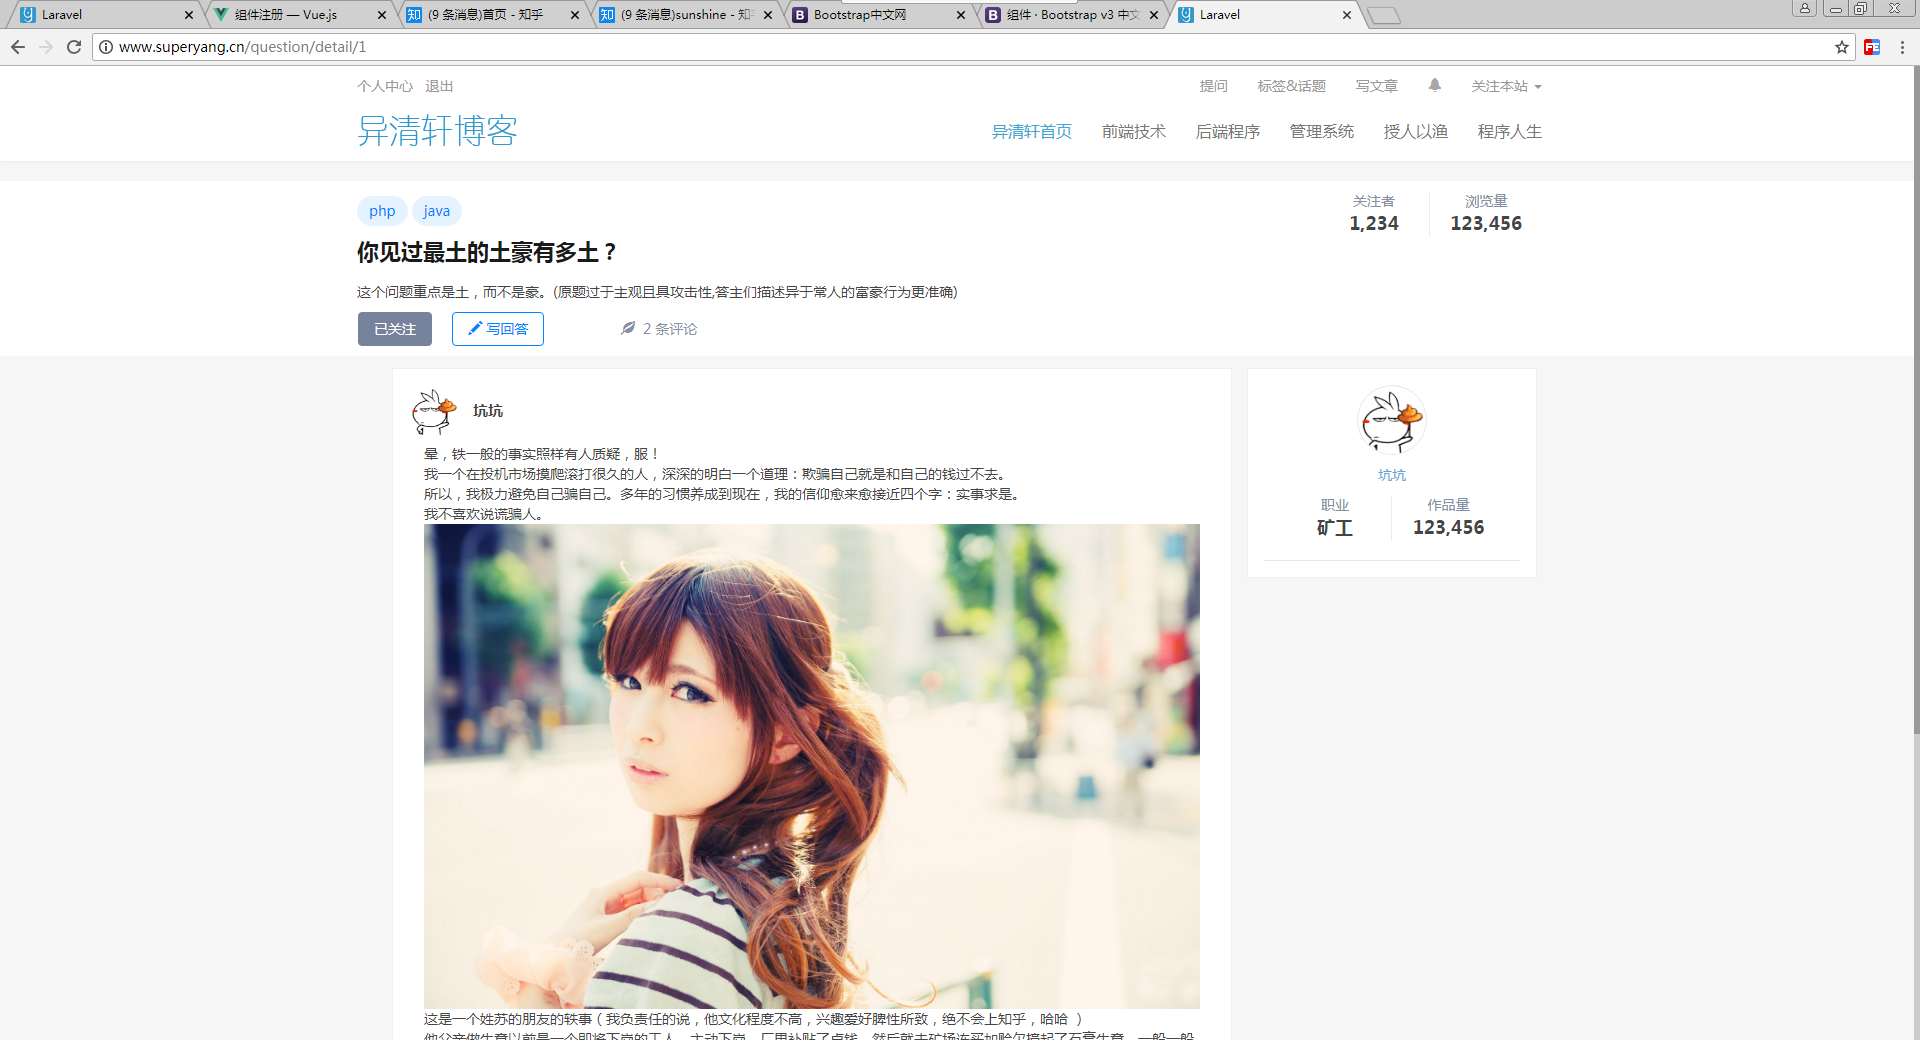 Laravel
组件注册 — Vue.js
(9 条消息)首页 - 知乎
(9 条消息)sunshine - 知
Bootstrap中文网
组件 · Bootstrap v3 中文
Laravel
www.superyang.cn/question/detail/1
个人中心 退出
提问 标签&话题 写文章 关注本站
异清轩博客
异清轩首页 前端技术 后端程序 管理系统 授人以渔 程序人生
php java
关注者
1,234
浏览量
123,456
你见过最土的土豪有多土？
这个问题重点是土，而不是豪。(原题过于主观且具攻击性,答主们描述异于常人的富豪行为更准确)
已关注 写回答 2 条评论
坑坑
晕，铁一般的事实照样有人质疑，服！
我一个在投机市场摸爬滚打很久的人，深深的明白一个道理：欺骗自己就是和自己的钱过不去。
所以，我极力避免自己骗自己。多年的习惯养成到现在，我的信仰愈来愈接近四个字：实事求是。
我不喜欢说谎骗人。
这是一个姓苏的朋友的轶事（我负责任的说，他文化程度不高，兴趣爱好脾性所致，绝不会上知乎，哈哈 ）
坑坑
职业
矿工
作品量
123,456